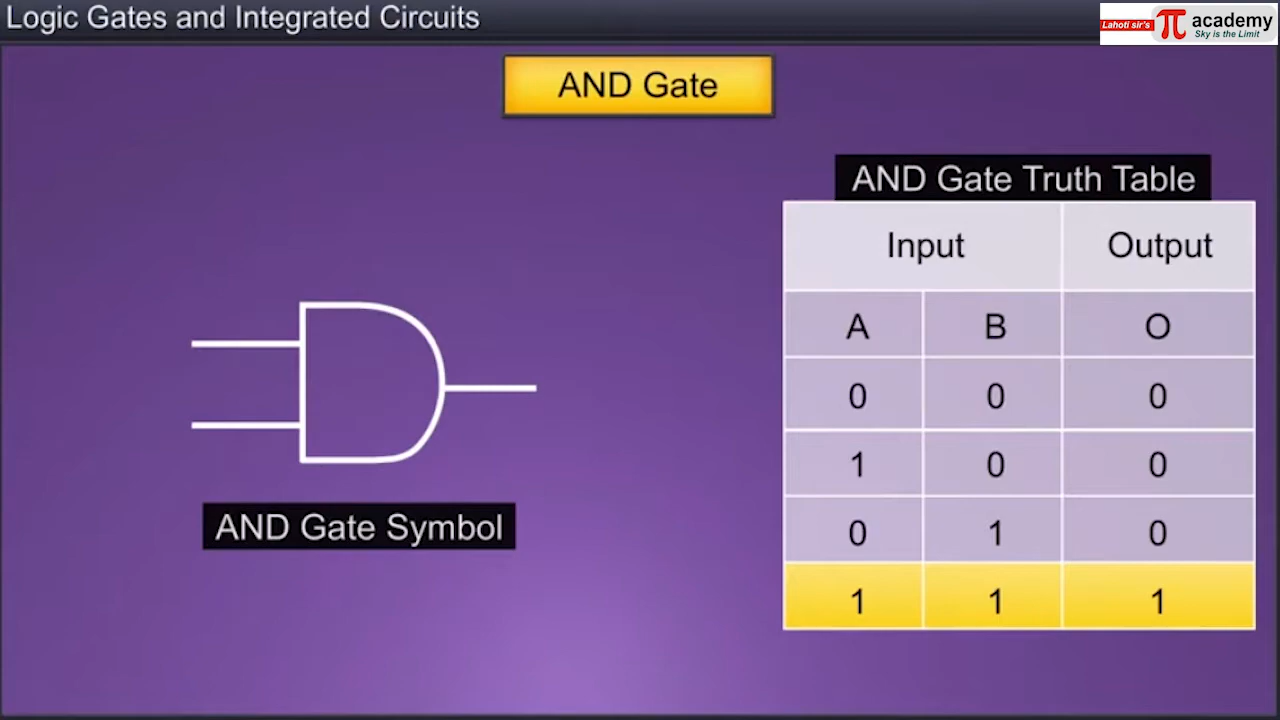 Logic Gates and Integrated Circuits
Lahoti sir's π academy
Sky is the Limit
AND Gate
AND Gate Truth Table
Input Output
A B O
0 0 0
1 0 0
0 1 0
1 1 1
AND Gate Symbol